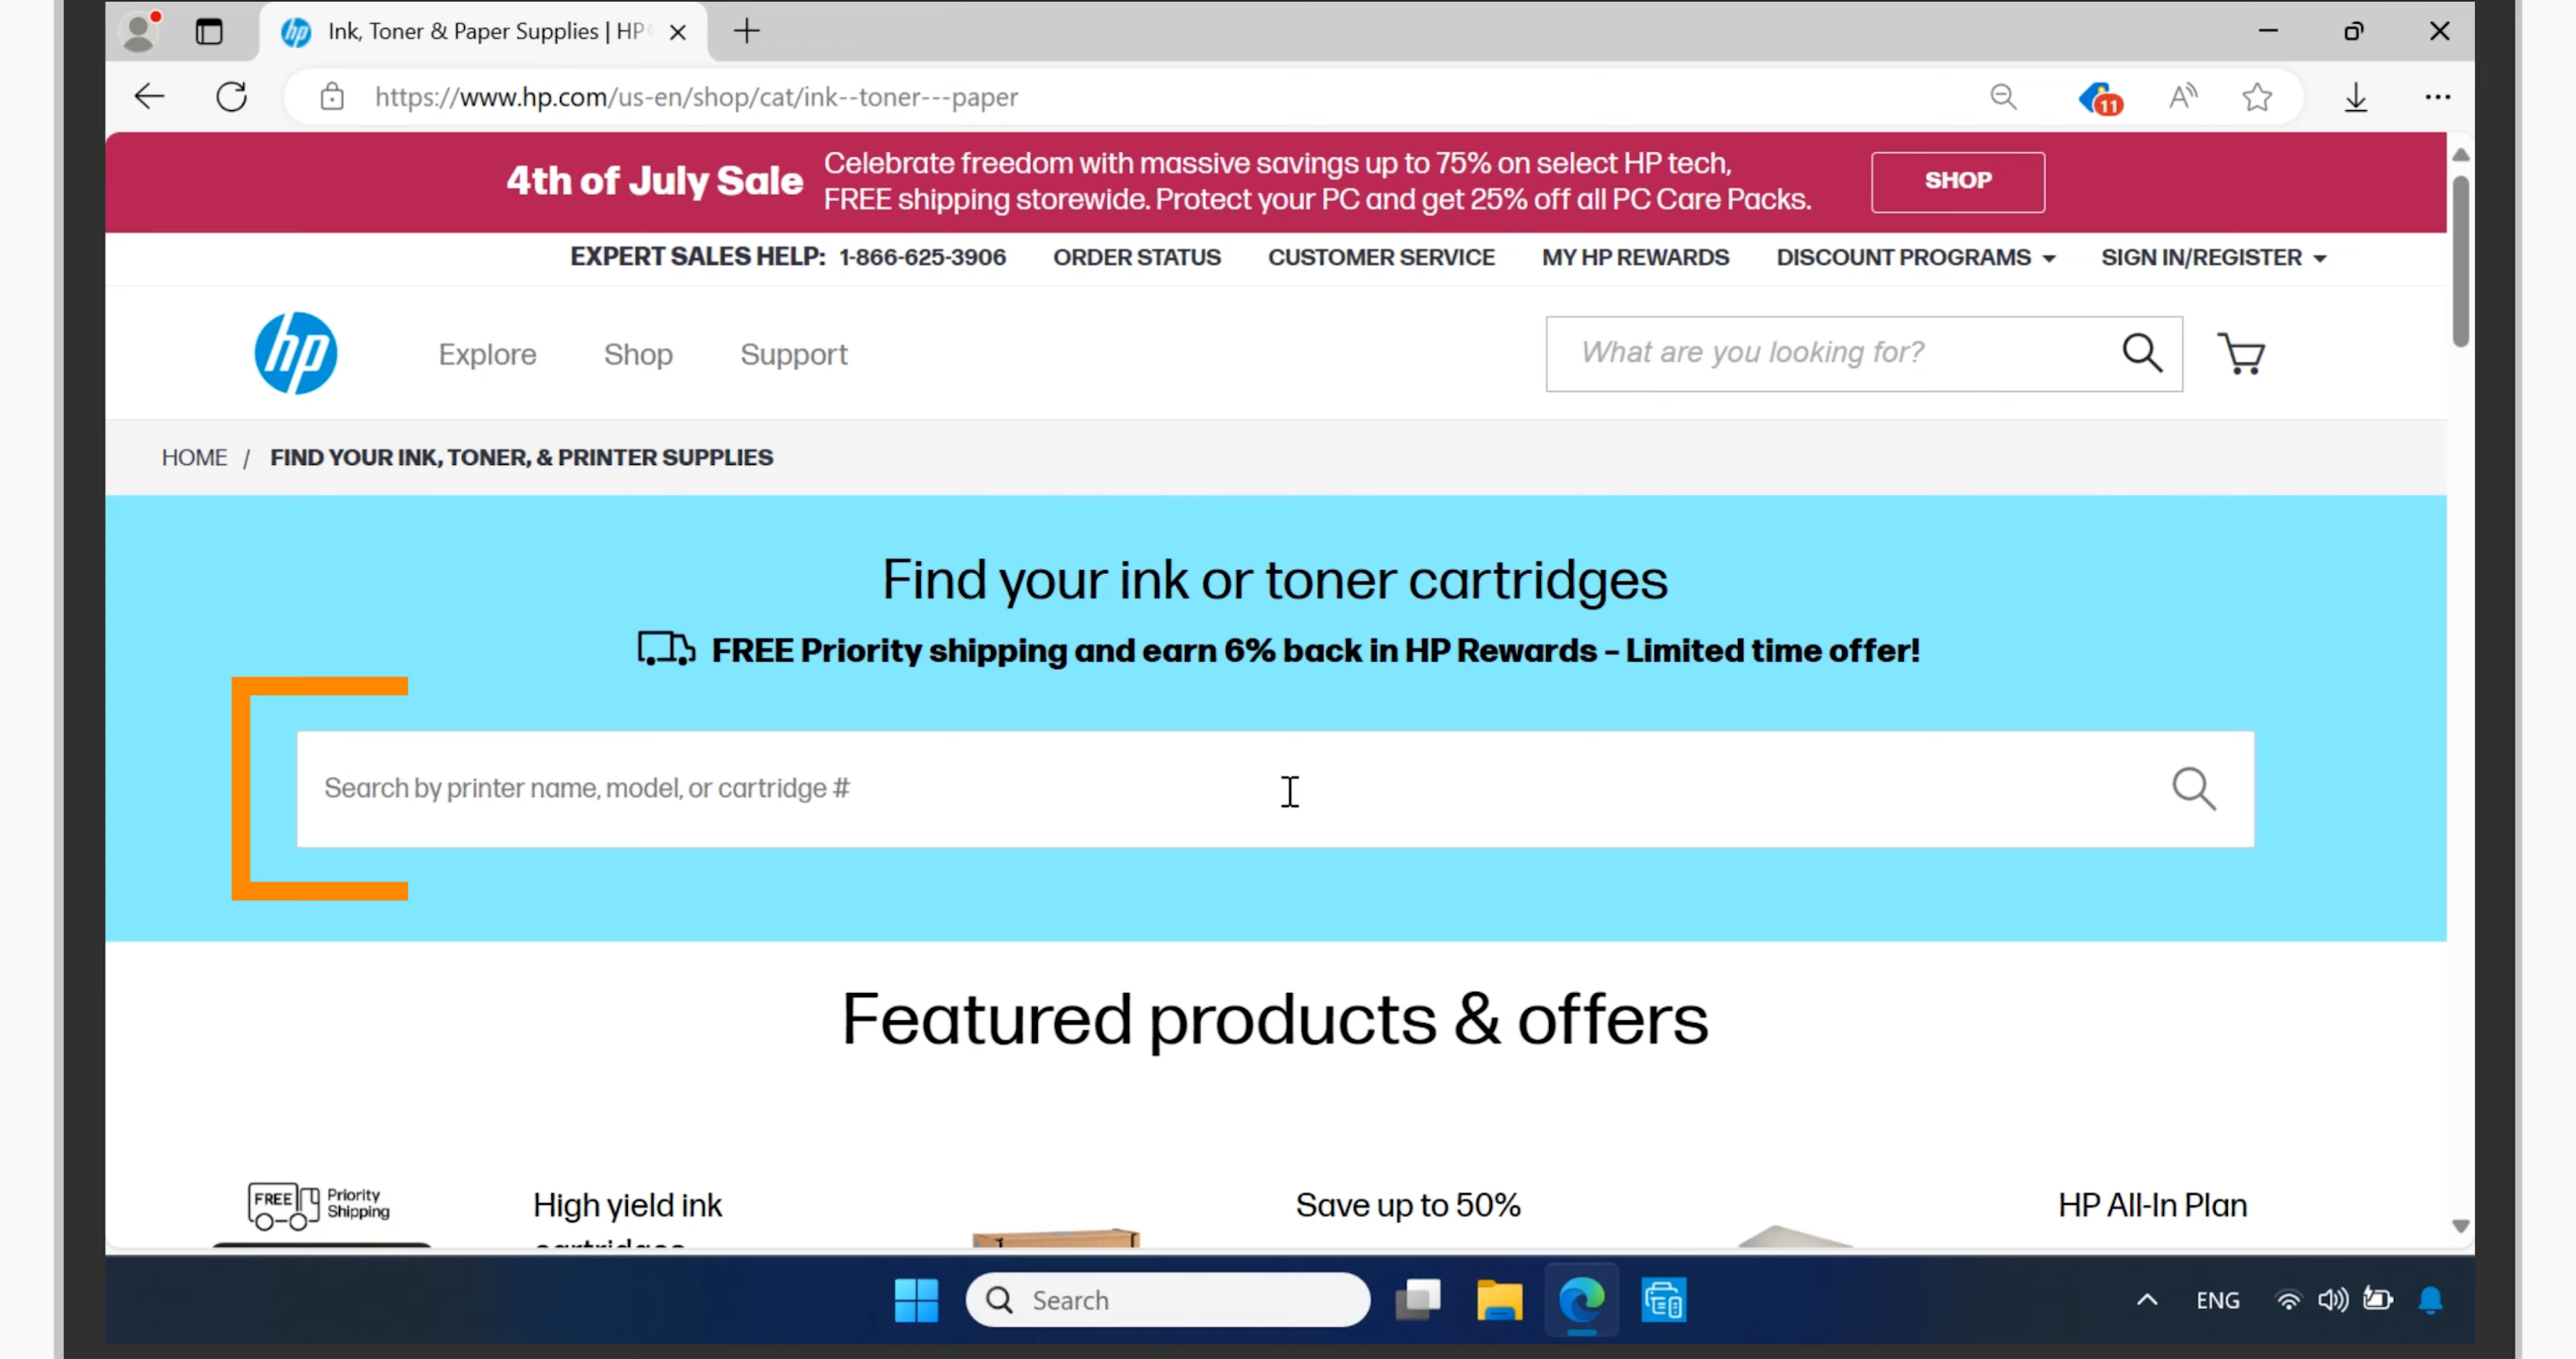 Ink, Toner & Paper Supplies | HP
https://www.hp.com/us-en/shop/cat/ink--toner---paper
11
4th of July Sale
Celebrate freedom with massive savings up to 75% on select HP tech,
FREE shipping storewide. Protect your PC and get 25% off all PC Care Packs.
SHOP
EXPERT SALES HELP: 1-866-625-3906 ORDER STATUS CUSTOMER SERVICE MY HP REWARDS DISCOUNT PROGRAMS SIGN IN/REGISTER
hp Explore Shop Support What are you looking for?
HOME / FIND YOUR INK, TONER, & PRINTER SUPPLIES
Find your ink or toner cartridges
FREE Priority shipping and earn 6% back in HP Rewards – Limited time offer!
Search by printer name, model, or cartridge #
Featured products & offers
FREE Priority
Shipping
High yield ink
cartridges
Save up to 50%
HP All-In Plan
Search
ENG